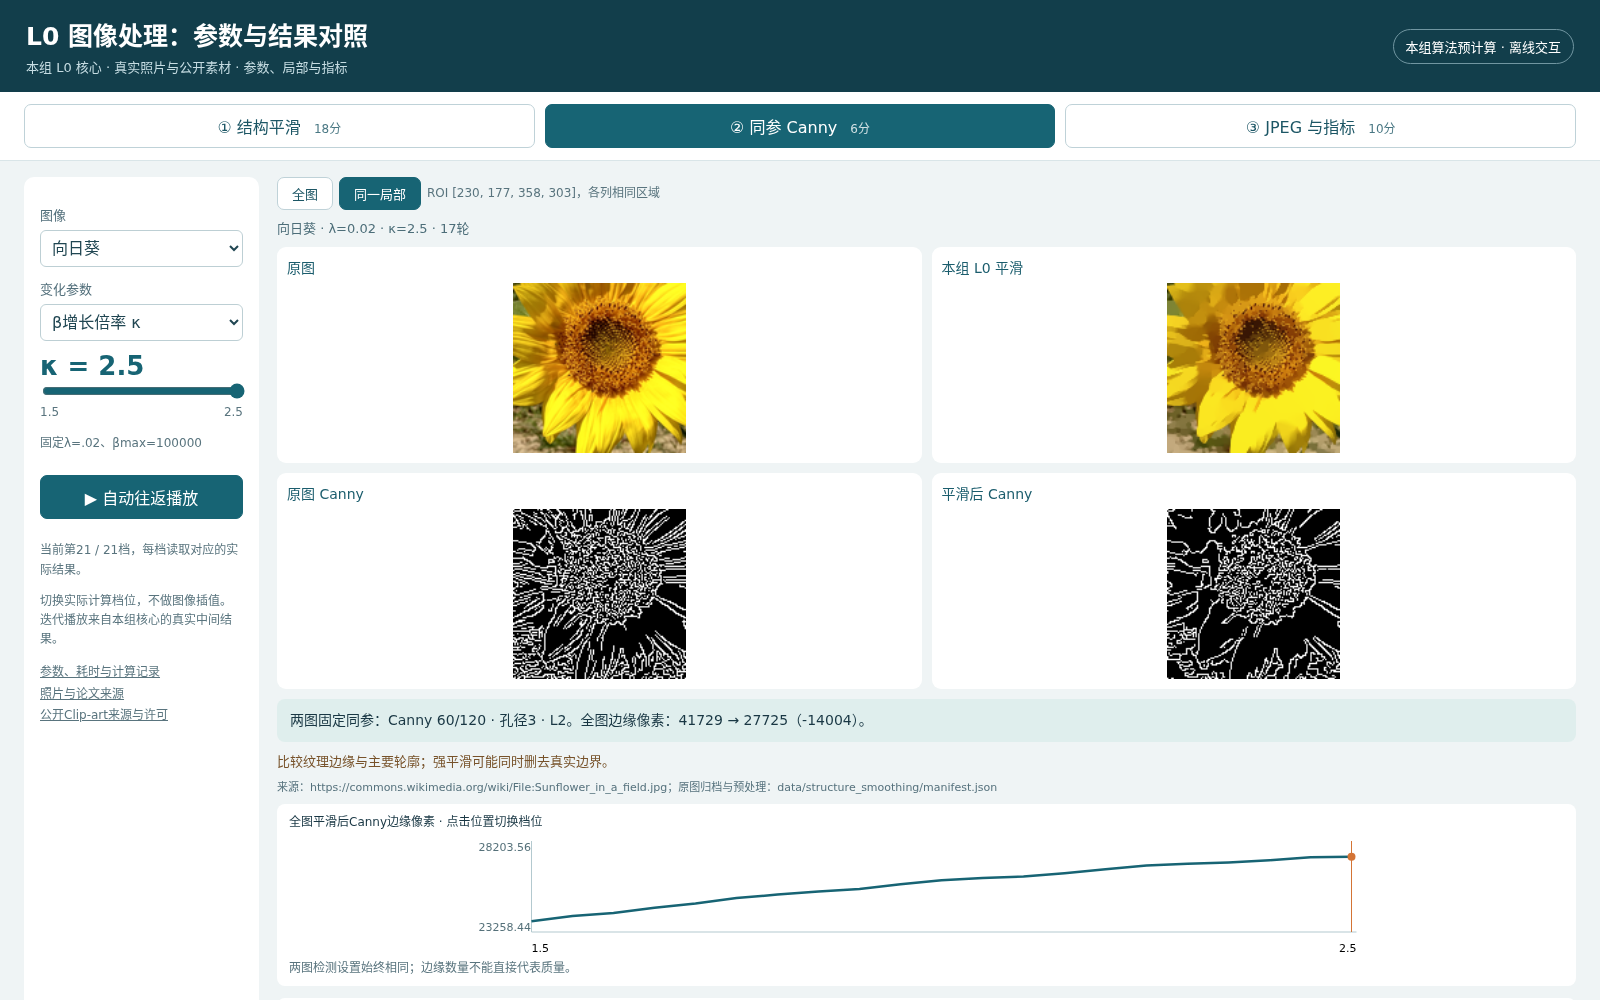 L0 图像处理：参数与结果对照
本组 L0 核心 · 真实照片与公开素材 · 参数、局部与指标
本组算法预计算 · 离线交互
① 结构平滑 18分
② 同参 Canny 6分
③ JPEG 与指标 10分
图像
向日葵
变化参数
β增长倍率 κ
κ = 2.5
1.5 2.5
固定λ=.02、βmax=100000
▶ 自动往返播放
当前第21 / 21档，每档读取对应的实
际结果。
切换实际计算档位，不做图像插值。
迭代播放来自本组核心的真实中间结
果。
参数、耗时与计算记录
照片与论文来源
公开Clip-art来源与许可
全图 同一局部 ROI [230, 177, 358, 303]，各列相同区域
向日葵 · λ=0.02 · κ=2.5 · 17轮
原图
本组 L0 平滑
原图 Canny
平滑后 Canny
两图固定同参：Canny 60/120 · 孔径3 · L2。全图边缘像素：41729 → 27725（-14004）。
比较纹理边缘与主要轮廓；强平滑可能同时删去真实边界。
来源：https://commons.wikimedia.org/wiki/File:Sunflower_in_a_field.jpg；原图归档与预处理：data/structure_smoothing/manifest.json
全图平滑后Canny边缘像素 · 点击位置切换档位
28203.56
23258.44
1.5 2.5
两图检测设置始终相同；边缘数量不能直接代表质量。